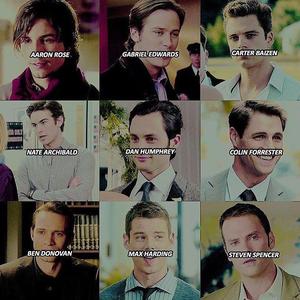 AARON ROSE
GABRIEL EDWARDS
CARTER BAIZEN
NATE ARCHIBALD
DAN HUMPHREY
COLIN FORRESTER
BEN DONOVAN
MAX HARDING
STEVEN SPENCER